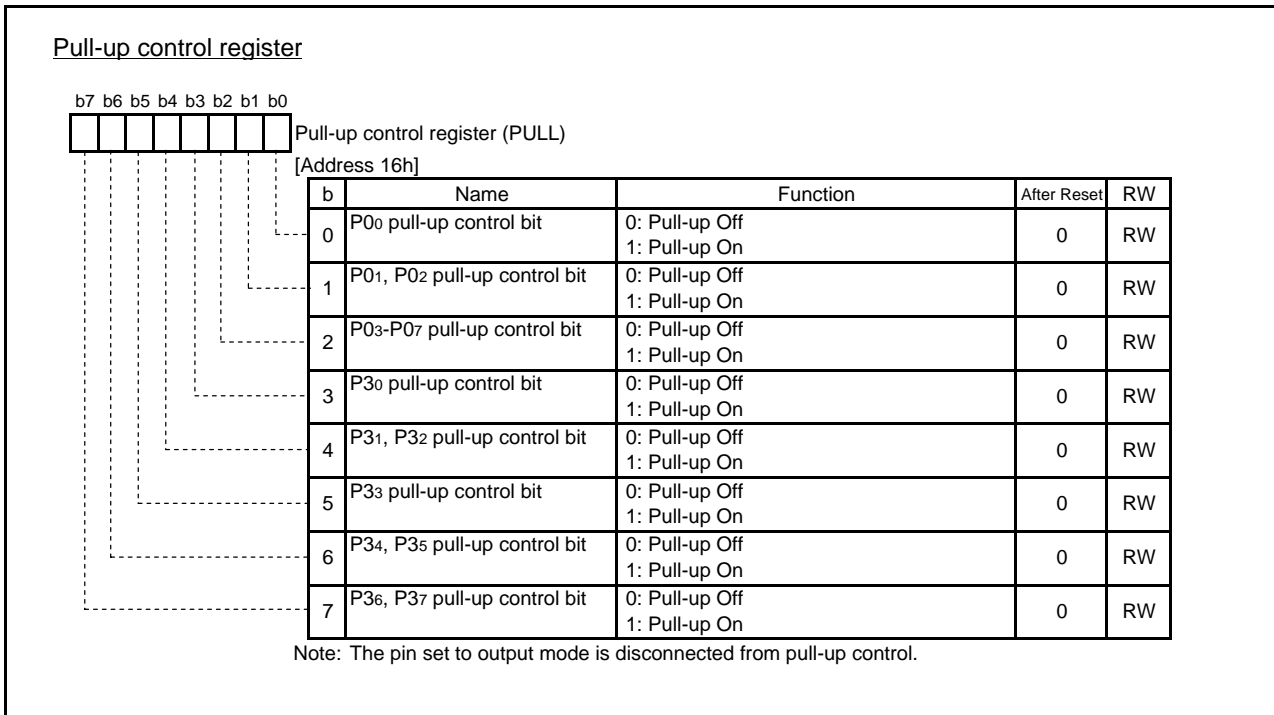 Pull-up control register
b7 b6 b5 b4 b3 b2 b1 b0
Pull-up control register (PULL)
[Address 16h]
b Name Function After Reset RW
0 P00 pull-up control bit 0: Pull-up Off 0 RW
1: Pull-up On
1 P01, P02 pull-up control bit 0: Pull-up Off 0 RW
1: Pull-up On
2 P03-P07 pull-up control bit 0: Pull-up Off 0 RW
1: Pull-up On
3 P30 pull-up control bit 0: Pull-up Off 0 RW
1: Pull-up On
4 P31, P32 pull-up control bit 0: Pull-up Off 0 RW
1: Pull-up On
5 P33 pull-up control bit 0: Pull-up Off 0 RW
1: Pull-up On
6 P34, P35 pull-up control bit 0: Pull-up Off 0 RW
1: Pull-up On
7 P36, P37 pull-up control bit 0: Pull-up Off 0 RW
1: Pull-up On
Note: The pin set to output mode is disconnected from pull-up control.